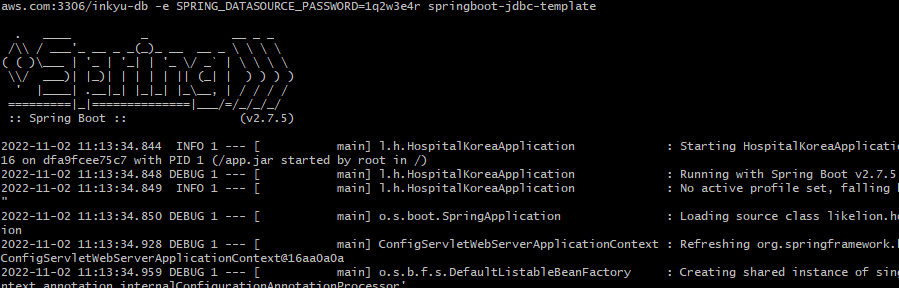 aws.com:3306/inkyu-db -e SPRING_DATASOURCE_PASSWORD=1q2w3e4r springboot-jdbc-template
  .   ____          _            __ _ _
 /\\ / ___'_ __ _ _(_)_ __  __ _ \ \ \ \
( ( )\___ | '_ | '_| | '_ \/ _` | \ \ \ \
 \\/  ___)| |_)| | | | | || (_| |  ) ) ) )
  '  |____| .__|_| |_|_| |_\__, | / / / /
 =========|_|==============|___/=/_/_/_/
 :: Spring Boot ::                (v2.7.5)
2022-11-02 11:13:34.844  INFO 1 --- [           main] l.h.HospitalKoreaApplication             : Starting HospitalKoreaApplicatio
16 on dfa9fcee75c7 with PID 1 (/app.jar started by root in /)
2022-11-02 11:13:34.848 DEBUG 1 --- [           main] l.h.HospitalKoreaApplication             : Running with Spring Boot v2.7.5
2022-11-02 11:13:34.849  INFO 1 --- [           main] l.h.HospitalKoreaApplication             : No active profile set, falling
"
2022-11-02 11:13:34.850 DEBUG 1 --- [           main] o.s.boot.SpringApplication               : Loading source class likelion.ho
ion
2022-11-02 11:13:34.928 DEBUG 1 --- [           main] ConfigServletWebServerApplicationContext : Refreshing org.springframework.
ConfigServletWebServerApplicationContext@16aa0a0a
2022-11-02 11:13:34.959 DEBUG 1 --- [           main] o.s.b.f.s.DefaultListableBeanFactory     : Creating shared instance of sing
ntext.annotation.internalConfigurationAnnotationProcessor'